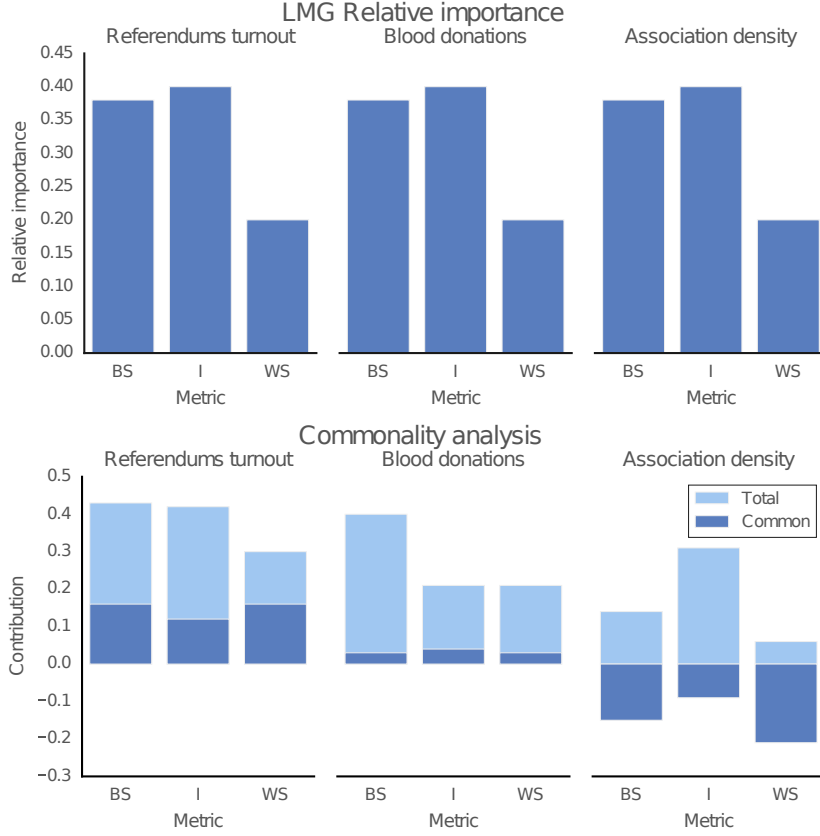 LMG Relative importance
Referendums turnout Blood donations Association density
Relative importance
0.40
0.35
0.30
0.25
0.20
0.15
0.10
0.05
0.00
0.45
BS I WS BS I WS BS I WS
Metric Metric Metric
Commonality analysis
Referendums turnout Blood donations Association density
Contribution
0.5
0.4
0.3
0.2
0.1
0.0
−0.1
−0.2
−0.3
Total
Common
BS I WS BS I WS BS I WS
Metric Metric Metric